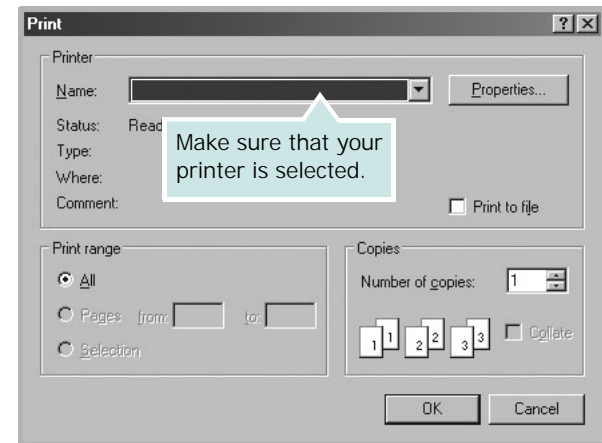 Print
Printer
Name:
Properties...
Status:
Type:
Make sure that your
printer is selected.
Where:
Comment:
Print to file
Print range
All
Pages from: to:
Selection
Copies
Number of copies: 1
1 1 2 2 3 3
Collate
OK Cancel